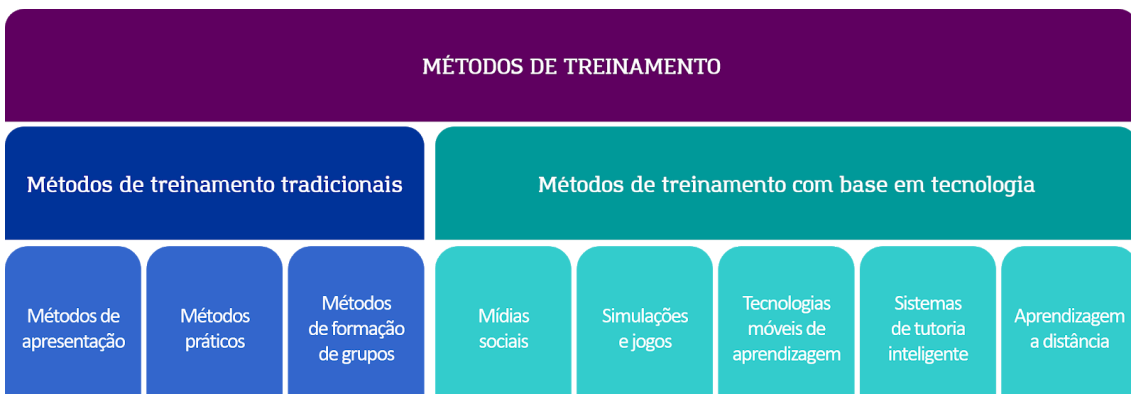 MÉTODOS DE TREINAMENTO
Métodos de treinamento tradicionais
Métodos de treinamento com base em tecnologia
Métodos de
apresentação
Métodos
práticos
Métodos
de formação
de grupos
Mídias
sociais
Simulações
e jogos
Tecnologias
móveis de
aprendizagem
Sistemas
de tutoria
inteligente
Aprendizagem
a distância